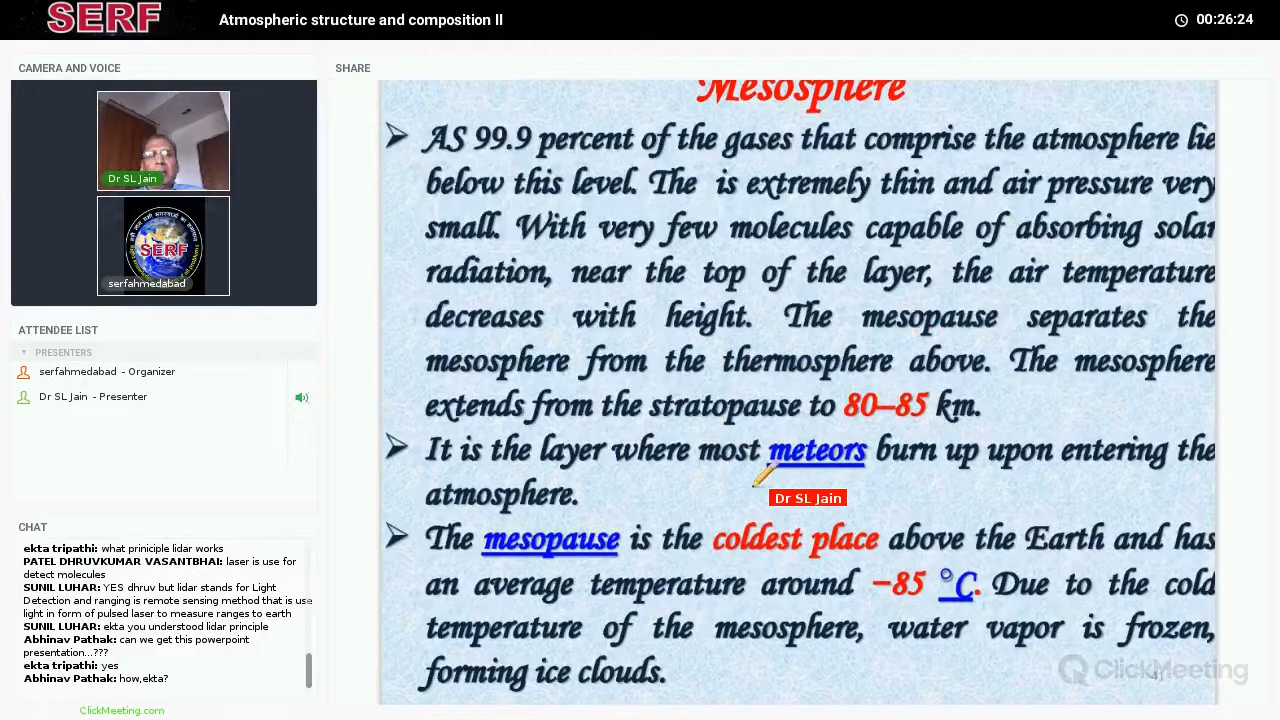 SERF
Atmospheric structure and composition II
00:26:24
CAMERA AND VOICE
SHARE
Dr SL Jain
SERF
serfahmedabad
ATTENDEE LIST
PRESENTERS
serfahmedabad - Organizer
Dr SL Jain - Presenter
CHAT
ekta tripathi: what priniciple lidar works
PATEL DHRUVKUMAR VASANTBHAI: laser is use for
detect molecules
SUNIL LUHAR: YES dhruv but lidar stands for Light
Detection and ranging is remote sensing method that is use
light in form of pulsed laser to measure ranges to earth
SUNIL LUHAR: ekta you understood lidar principle
Abhinav Pathak: can we get this powerpoint
presentation...???
ekta tripathi: yes
Abhinav Pathak: how,ekta?
ClickMeeting.com
Mesosphere
AS 99.9 percent of the gases that comprise the atmosphere lie
below this level. The is extremely thin and air pressure very
small. With very few molecules capable of absorbing solar
radiation, near the top of the layer, the air temperature
decreases with height. The mesopause separates the
mesosphere from the thermosphere above. The mesosphere
extends from the stratopause to 80–85 km.
It is the layer where most meteors burn up upon entering the
atmosphere.
Dr SL Jain
The mesopause is the coldest place above the Earth and has
an average temperature around −85 °C. Due to the cold
temperature of the mesosphere, water vapor is frozen,
forming ice clouds.
ClickMeeting